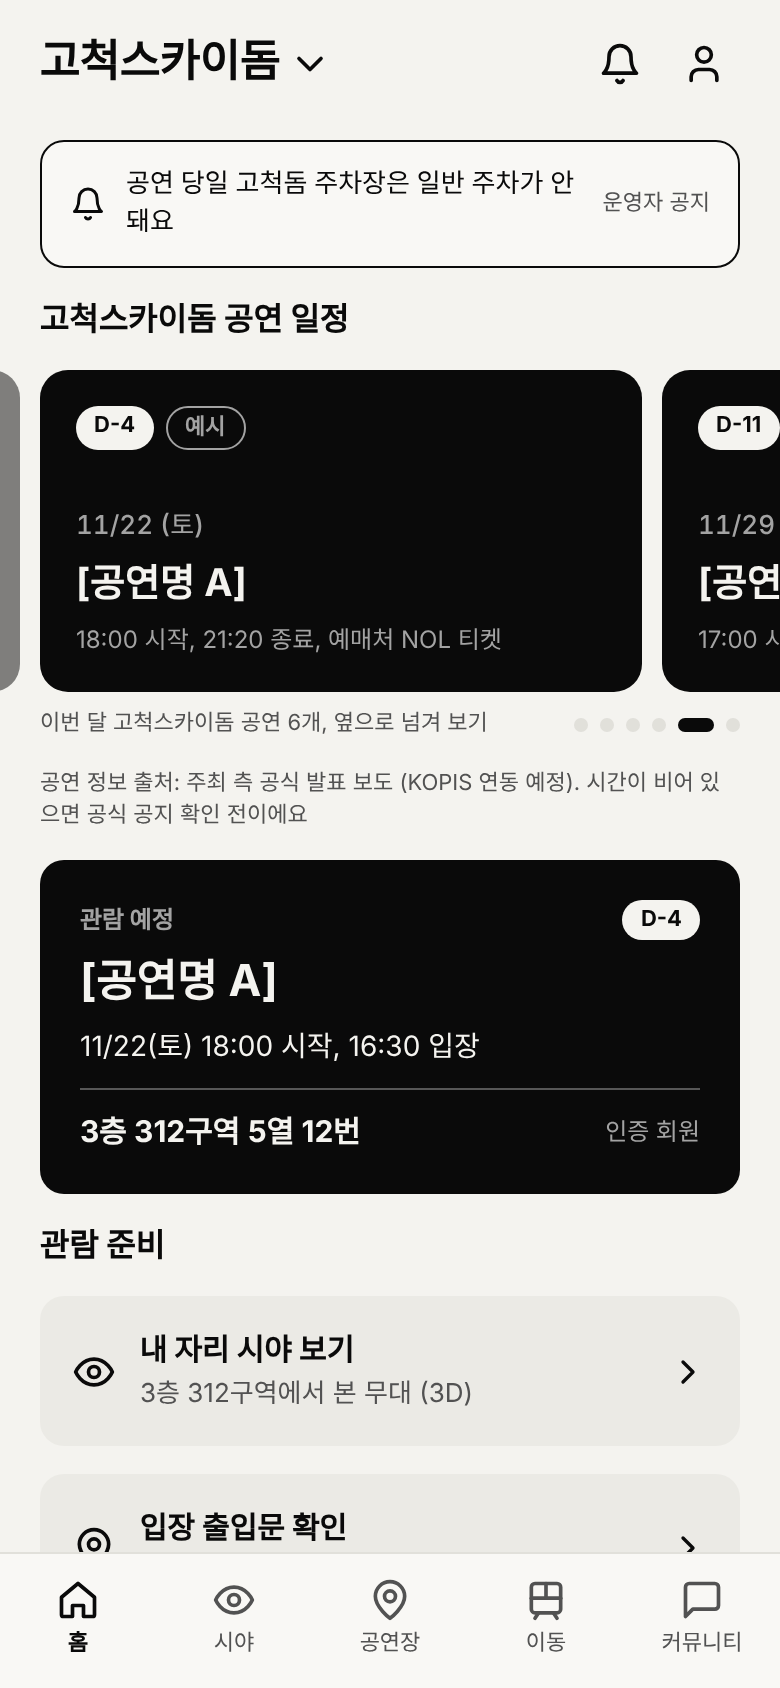 고척스카이돔
공연 당일 고척돔 주차장은 일반 주차가 안
돼요
운영자 공지
고척스카이돔 공연 일정
D-4
예시
11/22 (토)
[공연명 A]
18:00 시작, 21:20 종료, 예매처 NOL 티켓
D-11
11/29
[공연
17:00
이번 달 고척스카이돔 공연 6개, 옆으로 넘겨 보기
공연 정보 출처: 주최 측 공식 발표 보도 (KOPIS 연동 예정). 시간이 비어 있
으면 공식 공지 확인 전이에요
관람 예정
D-4
[공연명 A]
11/22(토) 18:00 시작, 16:30 입장
3층 312구역 5열 12번
인증 회원
관람 준비
내 자리 시야 보기
3층 312구역에서 본 무대 (3D)
입장 출입문 확인
홈
시야
공연장
이동
커뮤니티